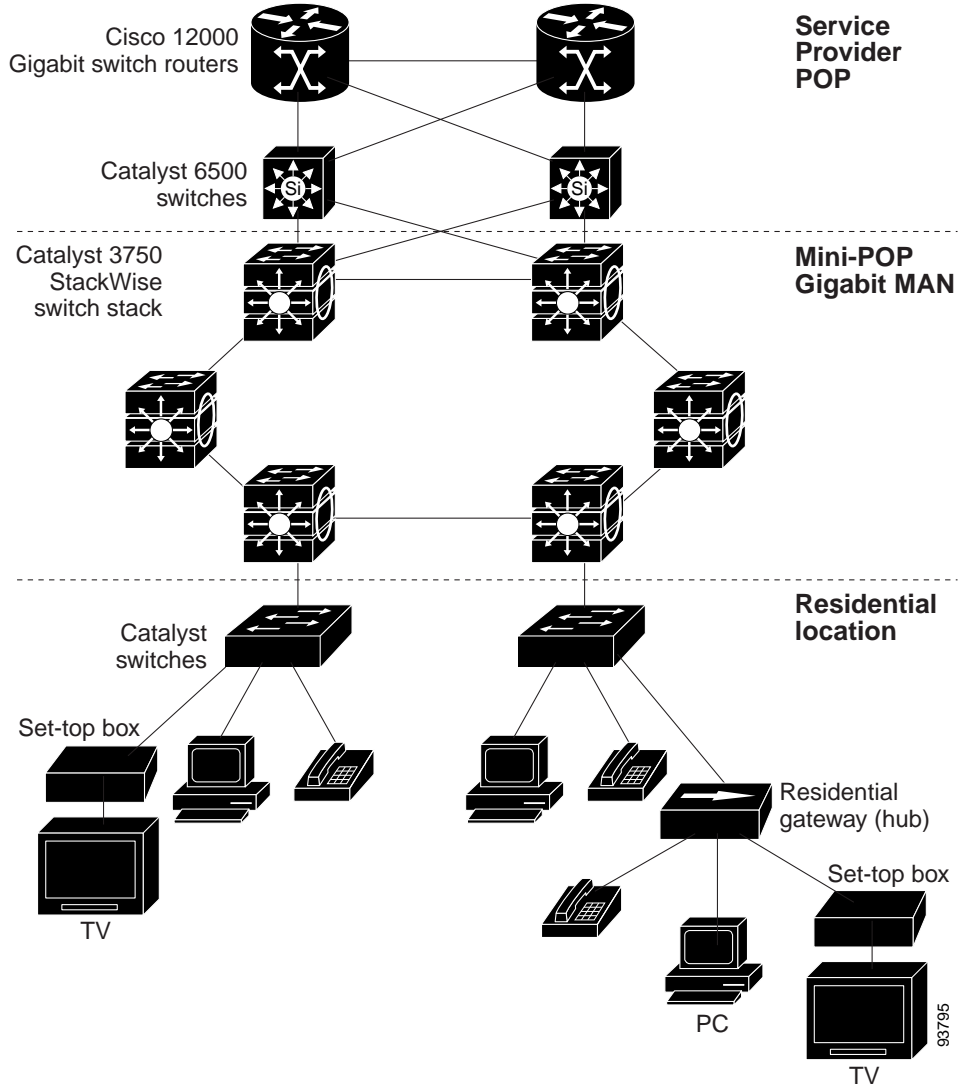 Cisco 12000
Gigabit switch routers
Service
Provider
POP
Catalyst 6500
switches
Si
Si
Catalyst 3750
StackWise
switch stack
Mini-POP
Gigabit MAN
Residential
location
Catalyst
switches
Set-top box
TV
Residential
gateway (hub)
Set-top box
PC
TV
93795